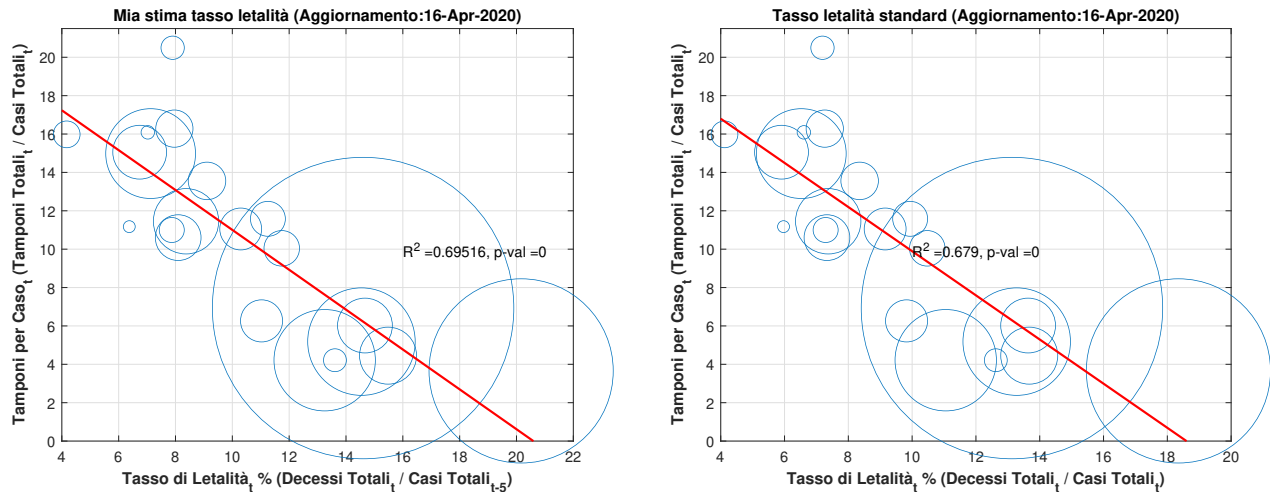 Mia stima tasso letalità (Aggiornamento:16-Apr-2020)
Tamponi per Caso_t (Tamponi Totali_t / Casi Totali_t)
20
18
16
14
12
10
8
6
4
2
0
R^2 =0.69516, p-val =0
4 6 8 10 12 14 16 18 20 22
Tasso di Letalità_t % (Decessi Totali_t / Casi Totali_t-5)
Tasso letalità standard (Aggiornamento:16-Apr-2020)
Tamponi per Caso_t (Tamponi Totali_t / Casi Totali_t)
20
18
16
14
12
10
8
6
4
2
0
R^2 =0.679, p-val =0
4 6 8 10 12 14 16 18 20
Tasso di Letalità_t % (Decessi Totali_t / Casi Totali_t)